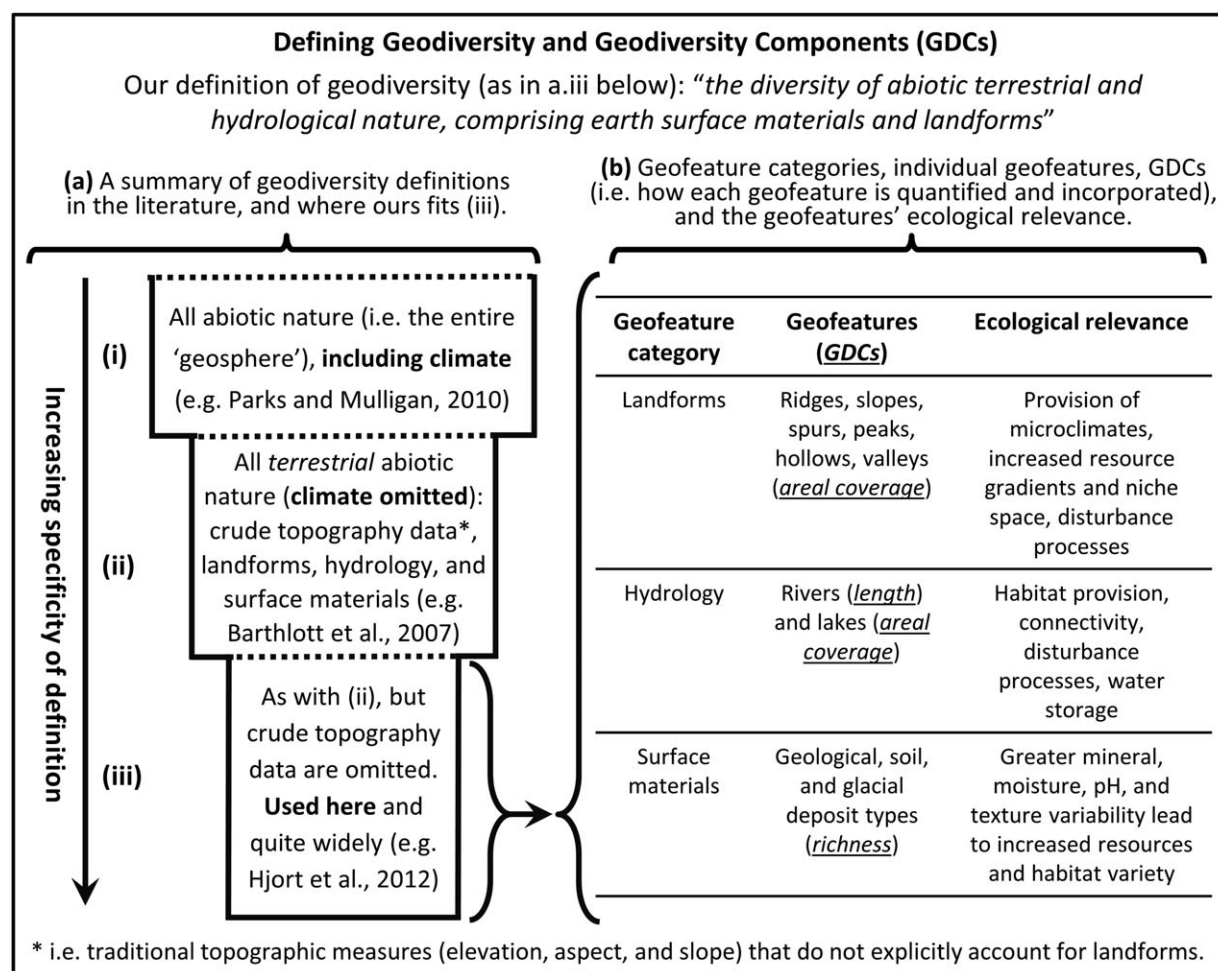 Defining Geodiversity and Geodiversity Components (GDCs)
Our definition of geodiversity (as in a.iii below): “the diversity of abiotic terrestrial and
hydrological nature, comprising earth surface materials and landforms”
(a) A summary of geodiversity definitions
in the literature, and where ours fits (iii).
Increasing specificity of definition
(i)
All abiotic nature (i.e. the entire
‘geosphere’), including climate
(e.g. Parks and Mulligan, 2010)
(ii)
All terrestrial abiotic
nature (climate omitted):
crude topography data*,
landforms, hydrology, and
surface materials (e.g.
Barthlott et al., 2007)
(iii)
As with (ii), but
crude topography
data are omitted.
Used here and
quite widely (e.g.
Hjort et al., 2012)
(b) Geofeature categories, individual geofeatures, GDCs
(i.e. how each geofeature is quantified and incorporated),
and the geofeatures’ ecological relevance.
Geofeature
category
Geofeatures
(GDCs)
Ecological relevance
Landforms
Ridges, slopes,
spurs, peaks,
hollows, valleys
(areal coverage)
Provision of
microclimates,
increased resource
gradients and niche
space, disturbance
processes
Hydrology
Rivers (length)
and lakes (areal
coverage)
Habitat provision,
connectivity,
disturbance
processes, water
storage
Surface
materials
Geological, soil,
and glacial
deposit types
(richness)
Greater mineral,
moisture, pH, and
texture variability lead
to increased resources
and habitat variety
* i.e. traditional topographic measures (elevation, aspect, and slope) that do not explicitly account for landforms.